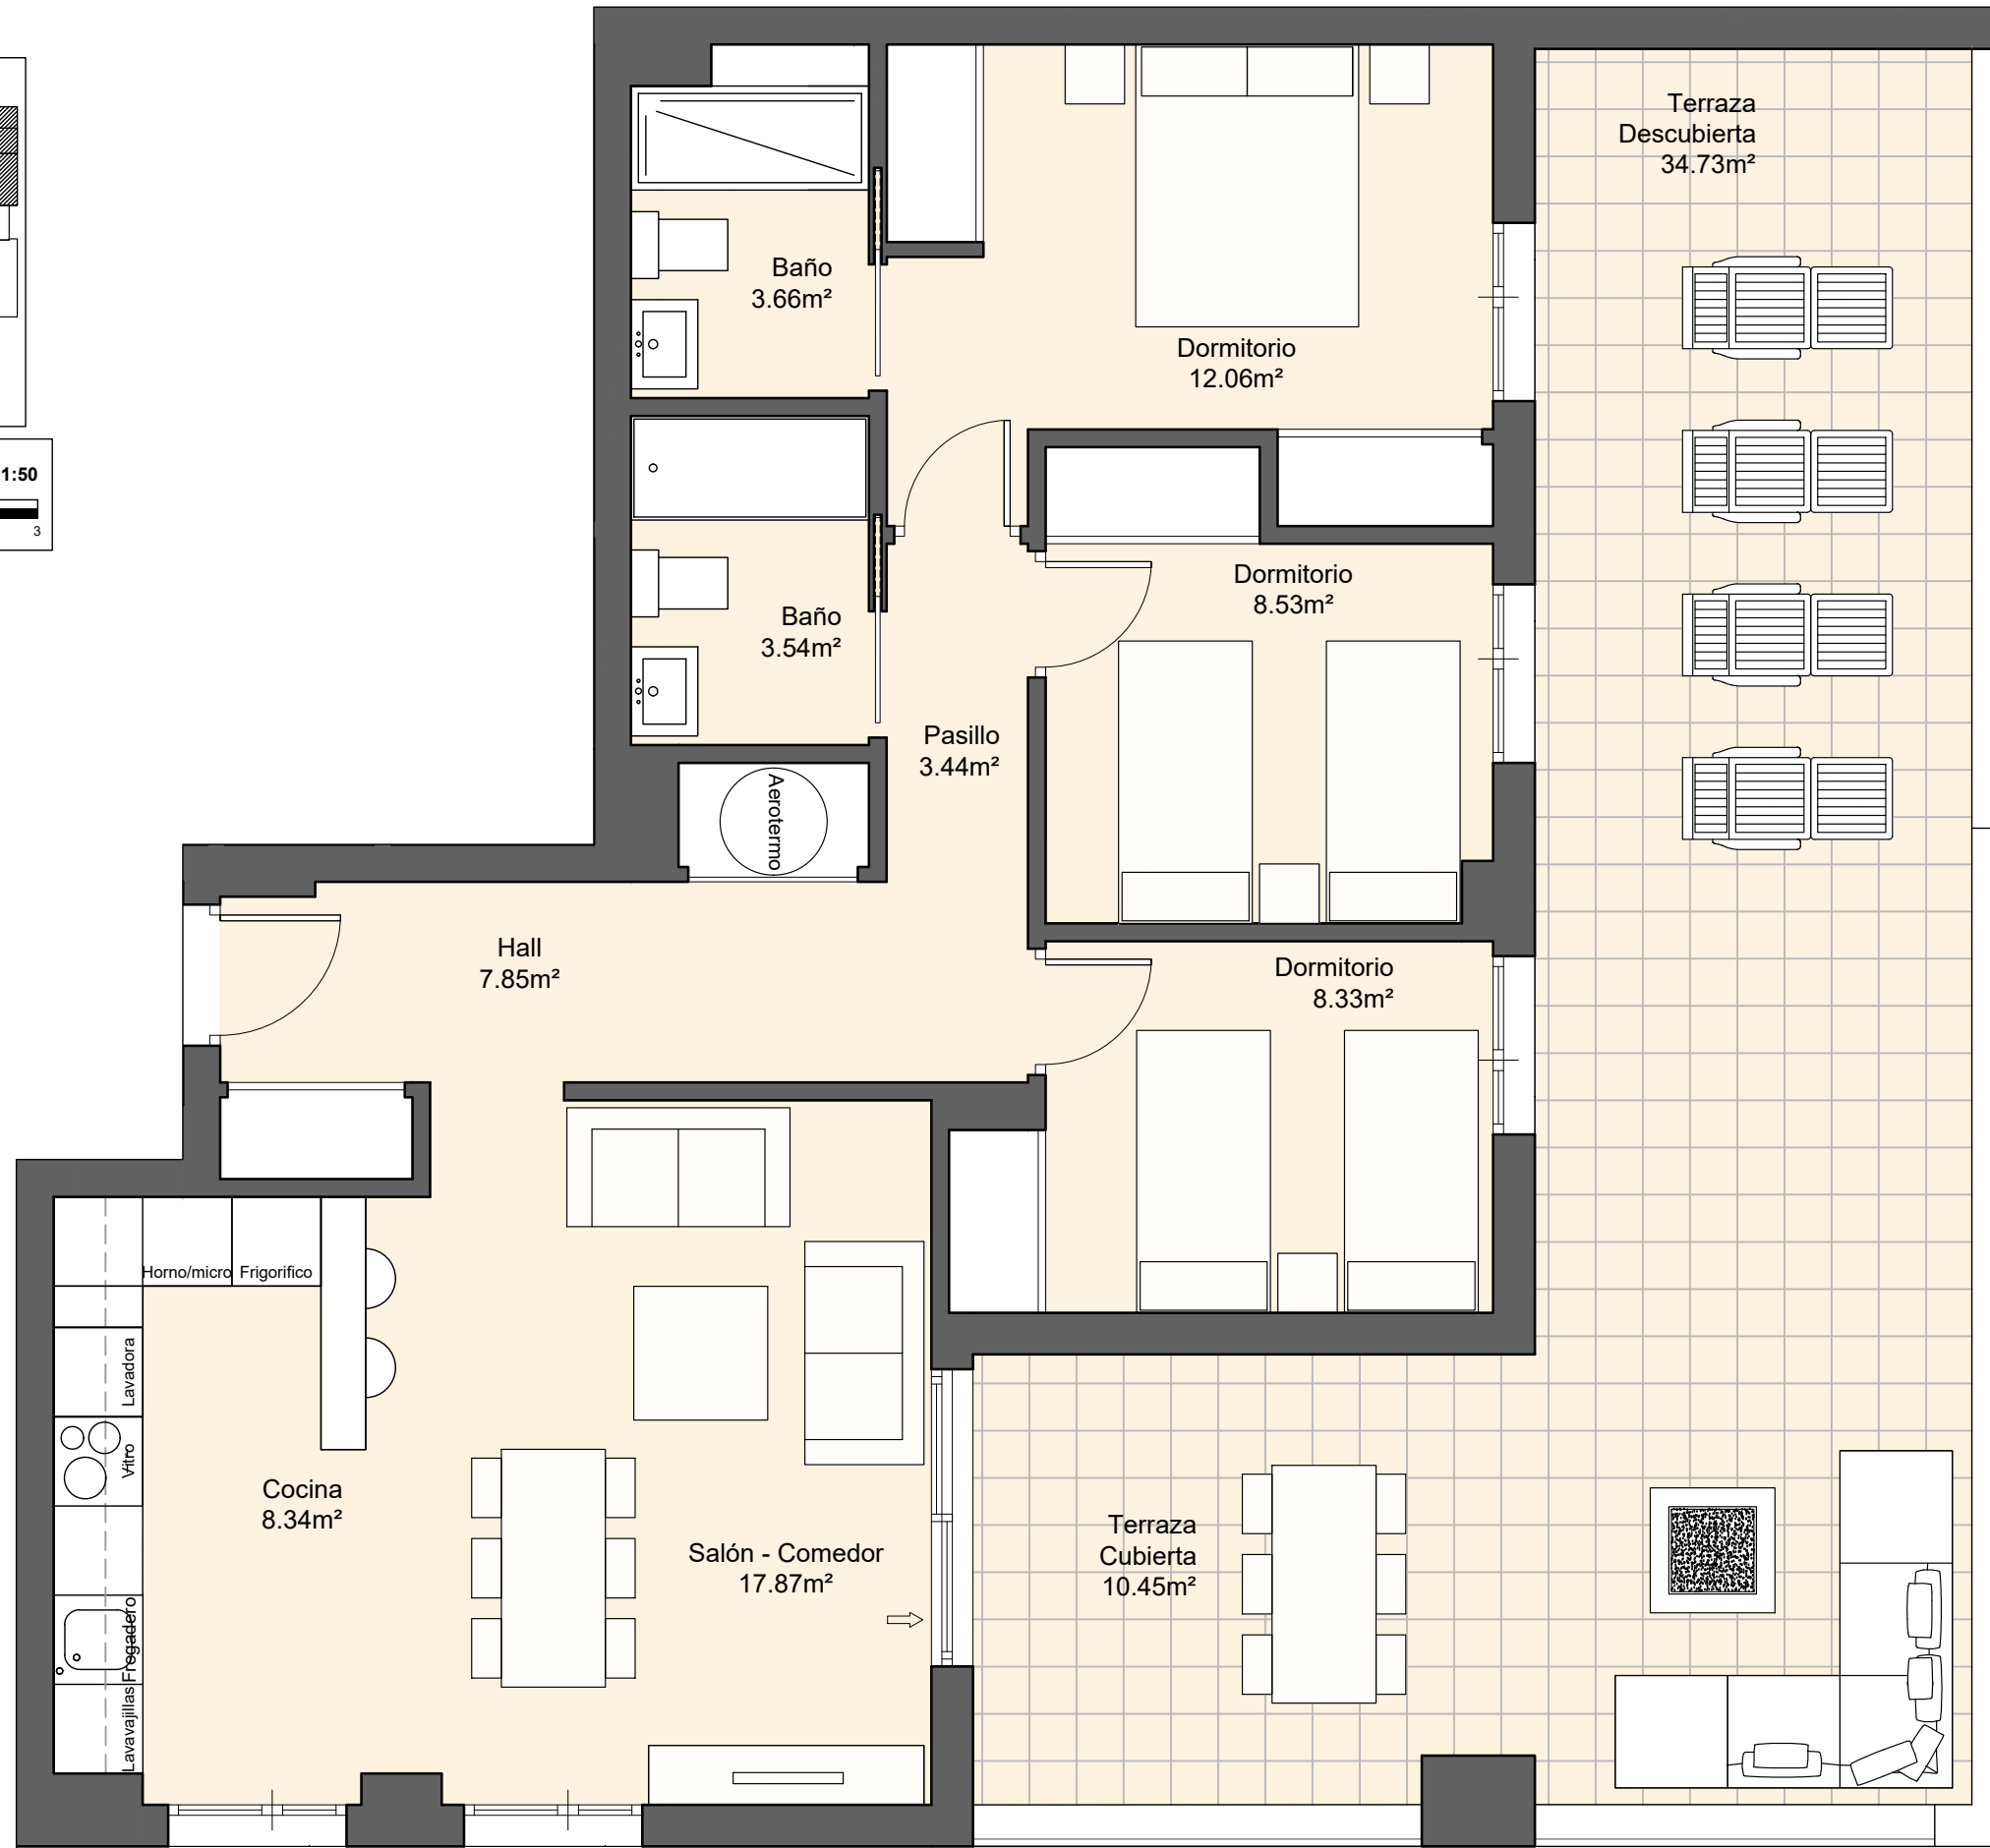 Terraza
Descubierta
34.73m²
Baño
3.66m²
Dormitorio
12.06m²
1:50
3
Dormitorio
8.53m²
Baño
3.54m²
Pasillo
3.44m²
Aerotermo
Hall
7.85m²
Dormitorio
8.33m²
Horno/micro
Frigorifico
Lavadora
Vitro
Cocina
8.34m²
Salón - Comedor
17.87m²
Terraza
Cubierta
10.45m²
Fregadero
Lavavajillas